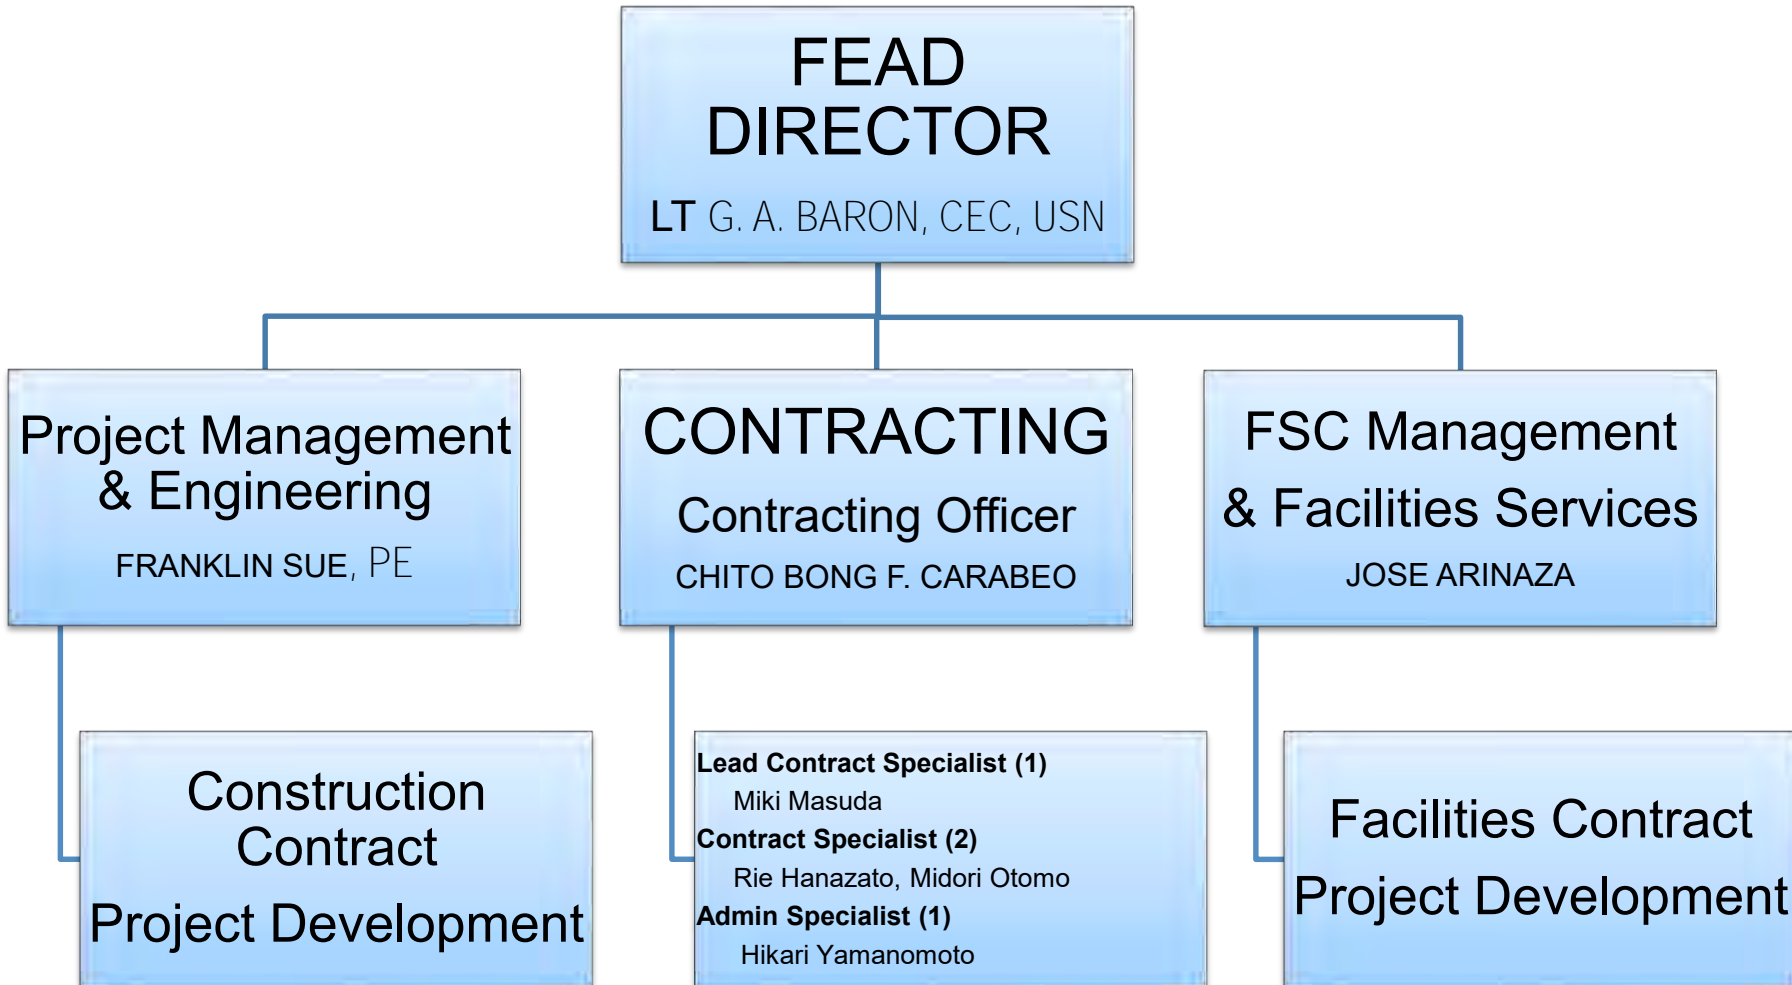 FEAD
DIRECTOR
LT G. A. BARON, CEC, USN
Project Management
& Engineering
FRANKLIN SUE, PE
CONTRACTING
Contracting Officer
CHITO BONG F. CARABEO
FSC Management
& Facilities Services
JOSE ARINAZA
Construction
Contract
Project Development
Lead Contract Specialist (1)
Miki Masuda
Contract Specialist (2)
Rie Hanazato, Midori Otomo
Admin Specialist (1)
Hikari Yamanomoto
Facilities Contract
Project Development